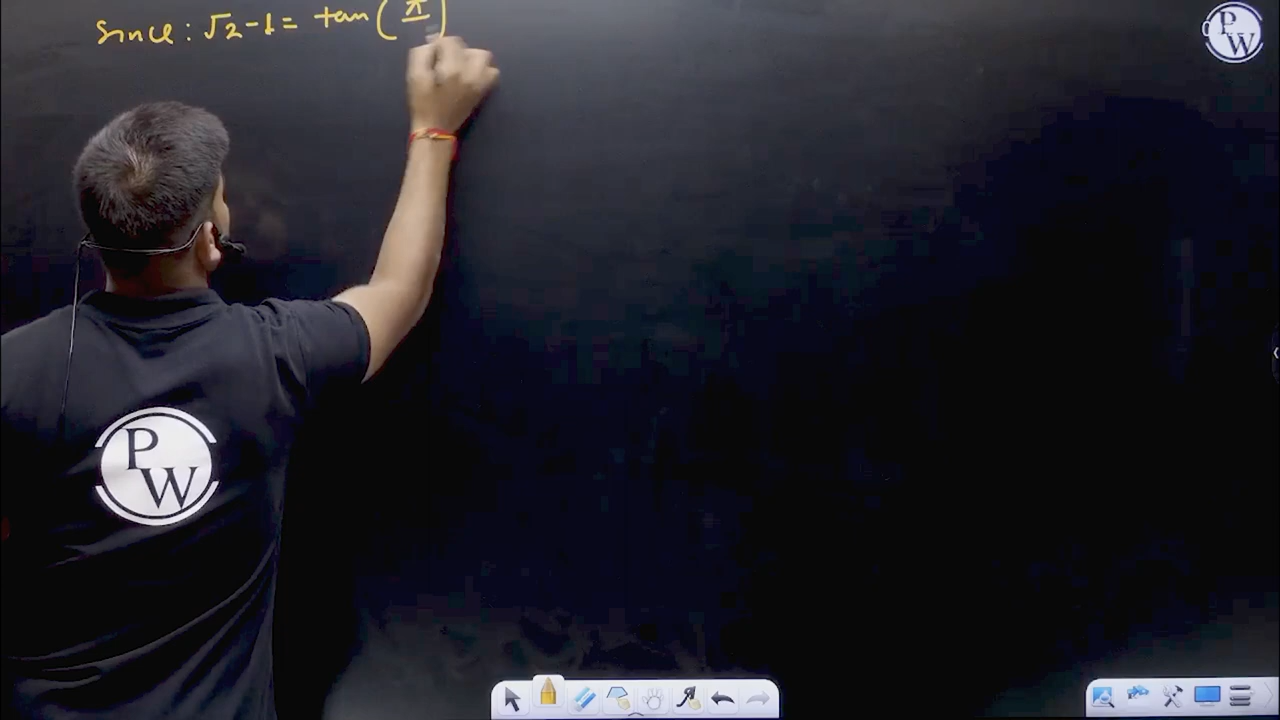 since : √2-1 = tan(π/
PW
PW